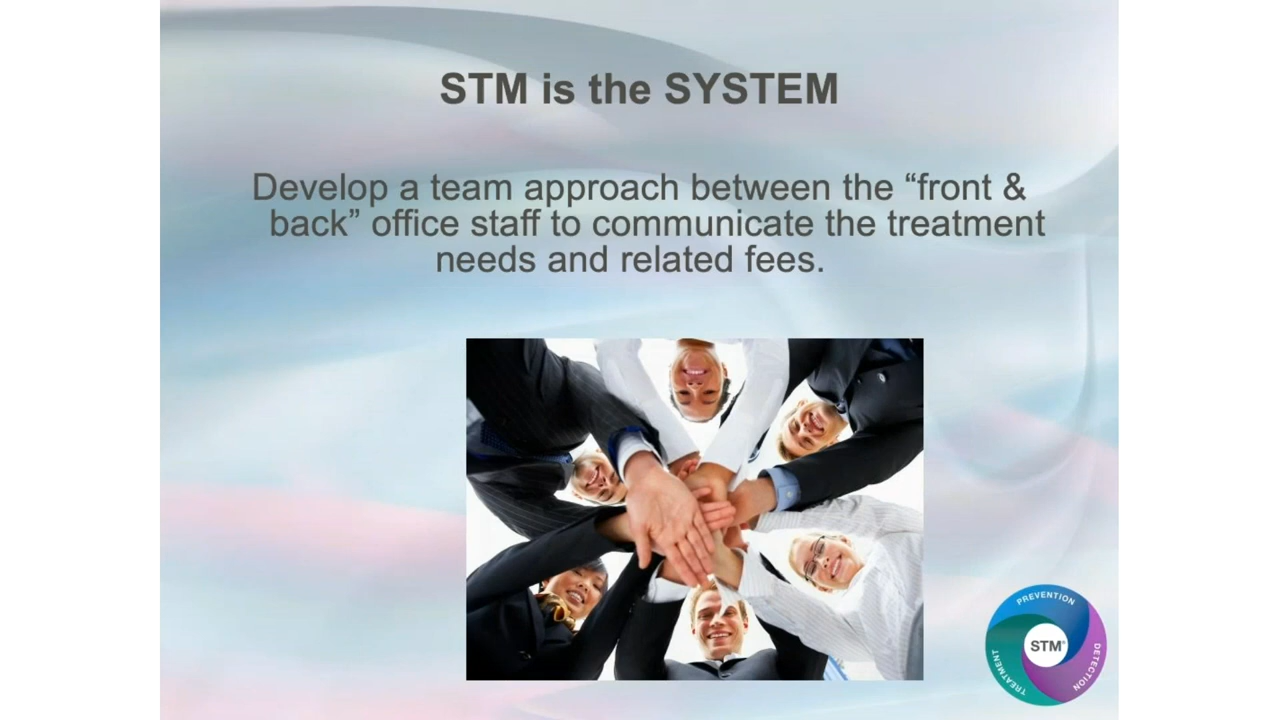 STM is the SYSTEM
Develop a team approach between the “front &
back” office staff to communicate the treatment
needs and related fees.
PREVENTION
STM®
DETECTION
TREATMENT